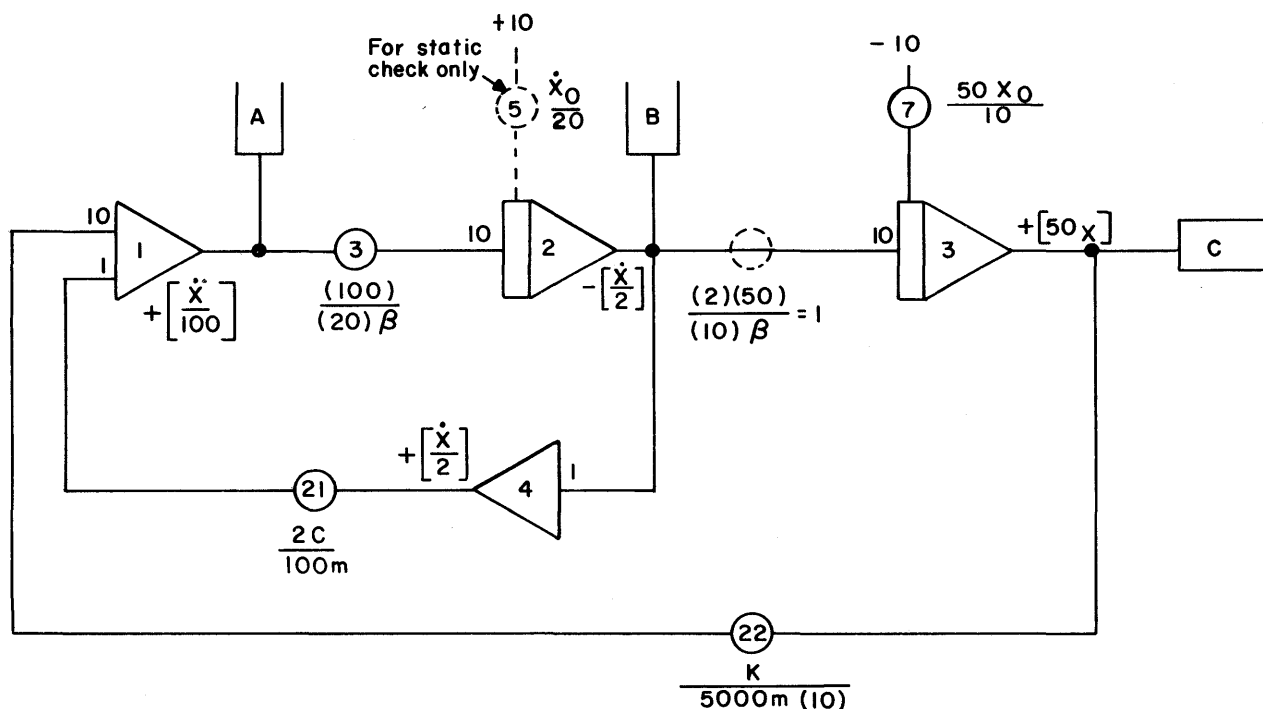 +10
For static
check only
5
ẋ₀
20
- 10
7
50 X₀
10
A
B
10
1
1
+[ẍ/100]
3
(100)
(20) β
10
2
-[ẋ/2]
(2)(50)
(10) β
= 1
10
3
+[50x]
C
+[ẋ/2]
4
1
21
2C
100m
22
K
5000m (10)